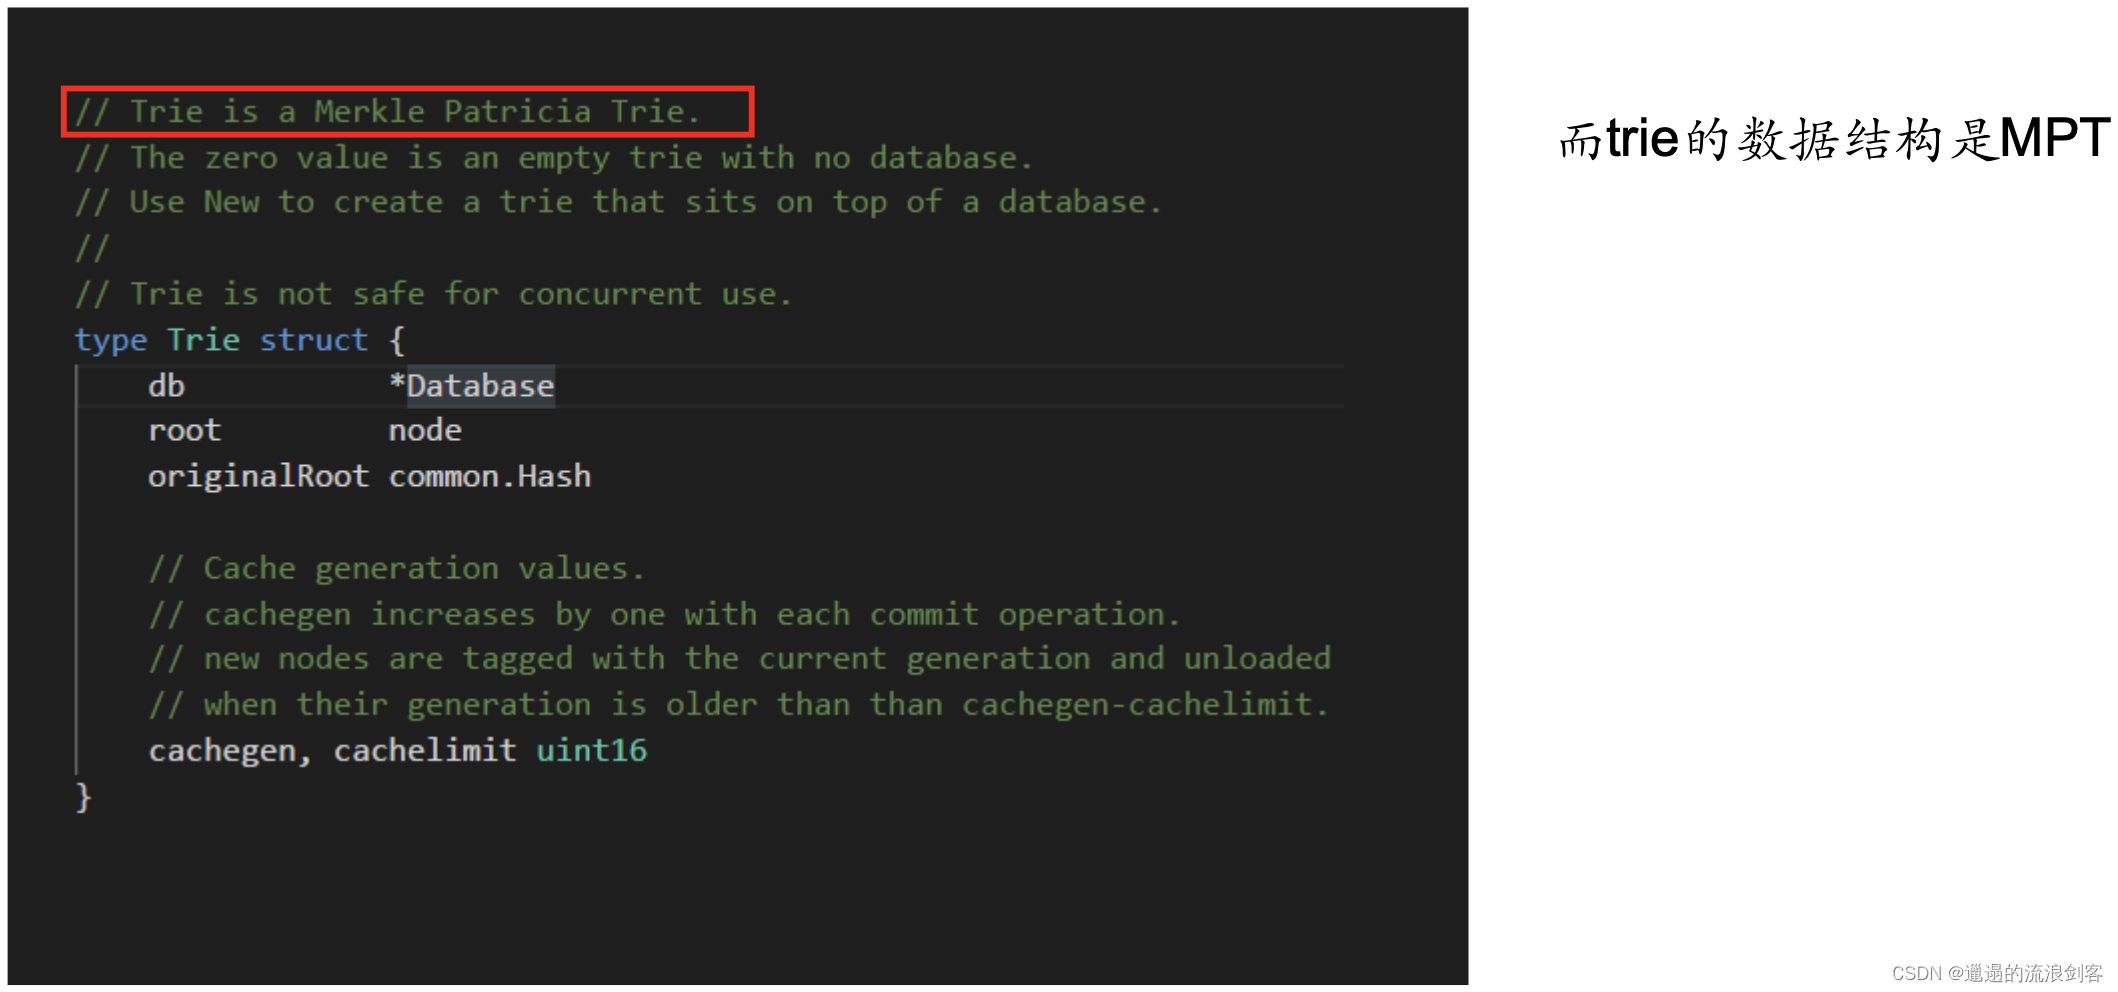 // Trie is a Merkle Patricia Trie.
// The zero value is an empty trie with no database.
// Use New to create a trie that sits on top of a database.
//
// Trie is not safe for concurrent use.
type Trie struct {
    db           *Database
    root         node
    originalRoot common.Hash

    // Cache generation values.
    // cachegen increases by one with each commit operation.
    // new nodes are tagged with the current generation and unloaded
    // when their generation is older than than cachegen-cachelimit.
    cachegen, cachelimit uint16
}
而trie的数据结构是MPT
CSDN @邋遢的流浪剑客